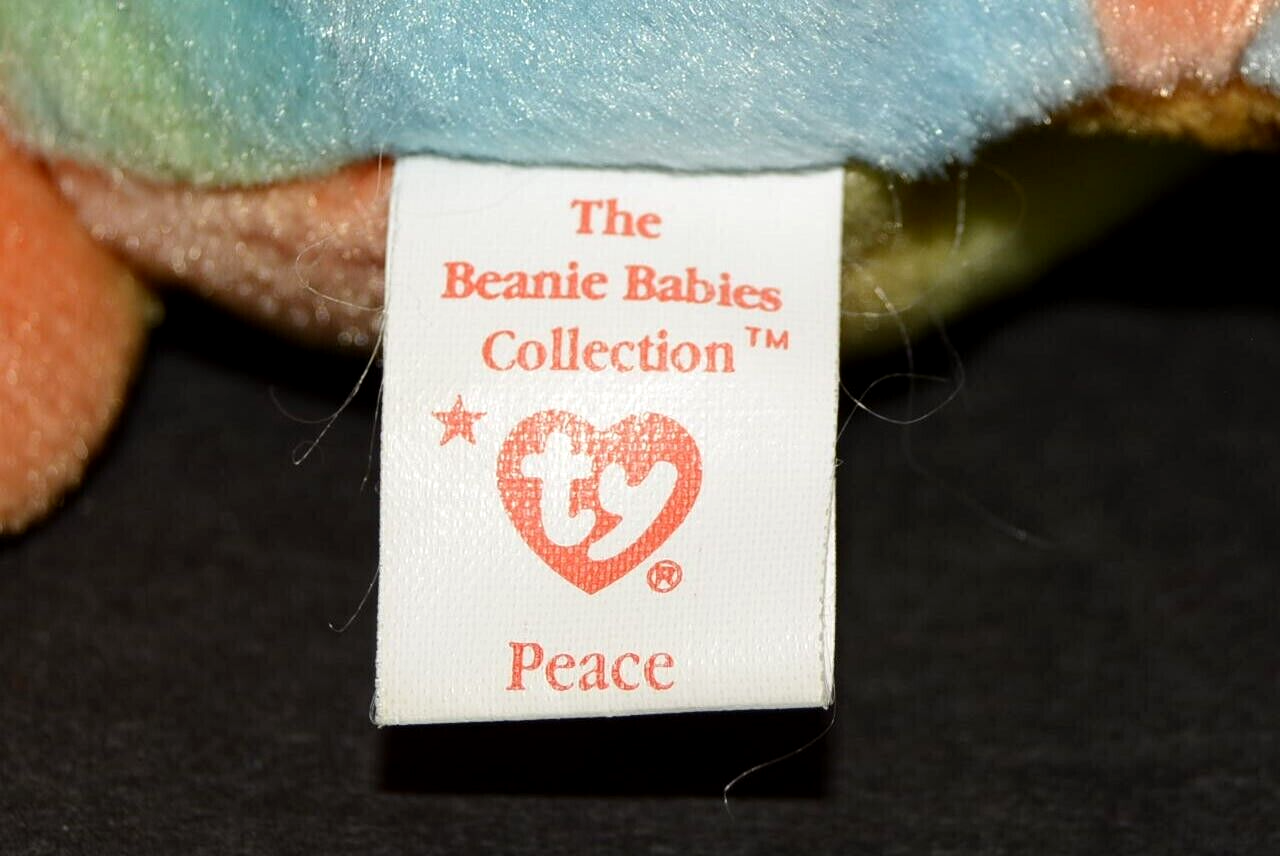 The
Beanie Babies
Collection™
ty
®
Peace